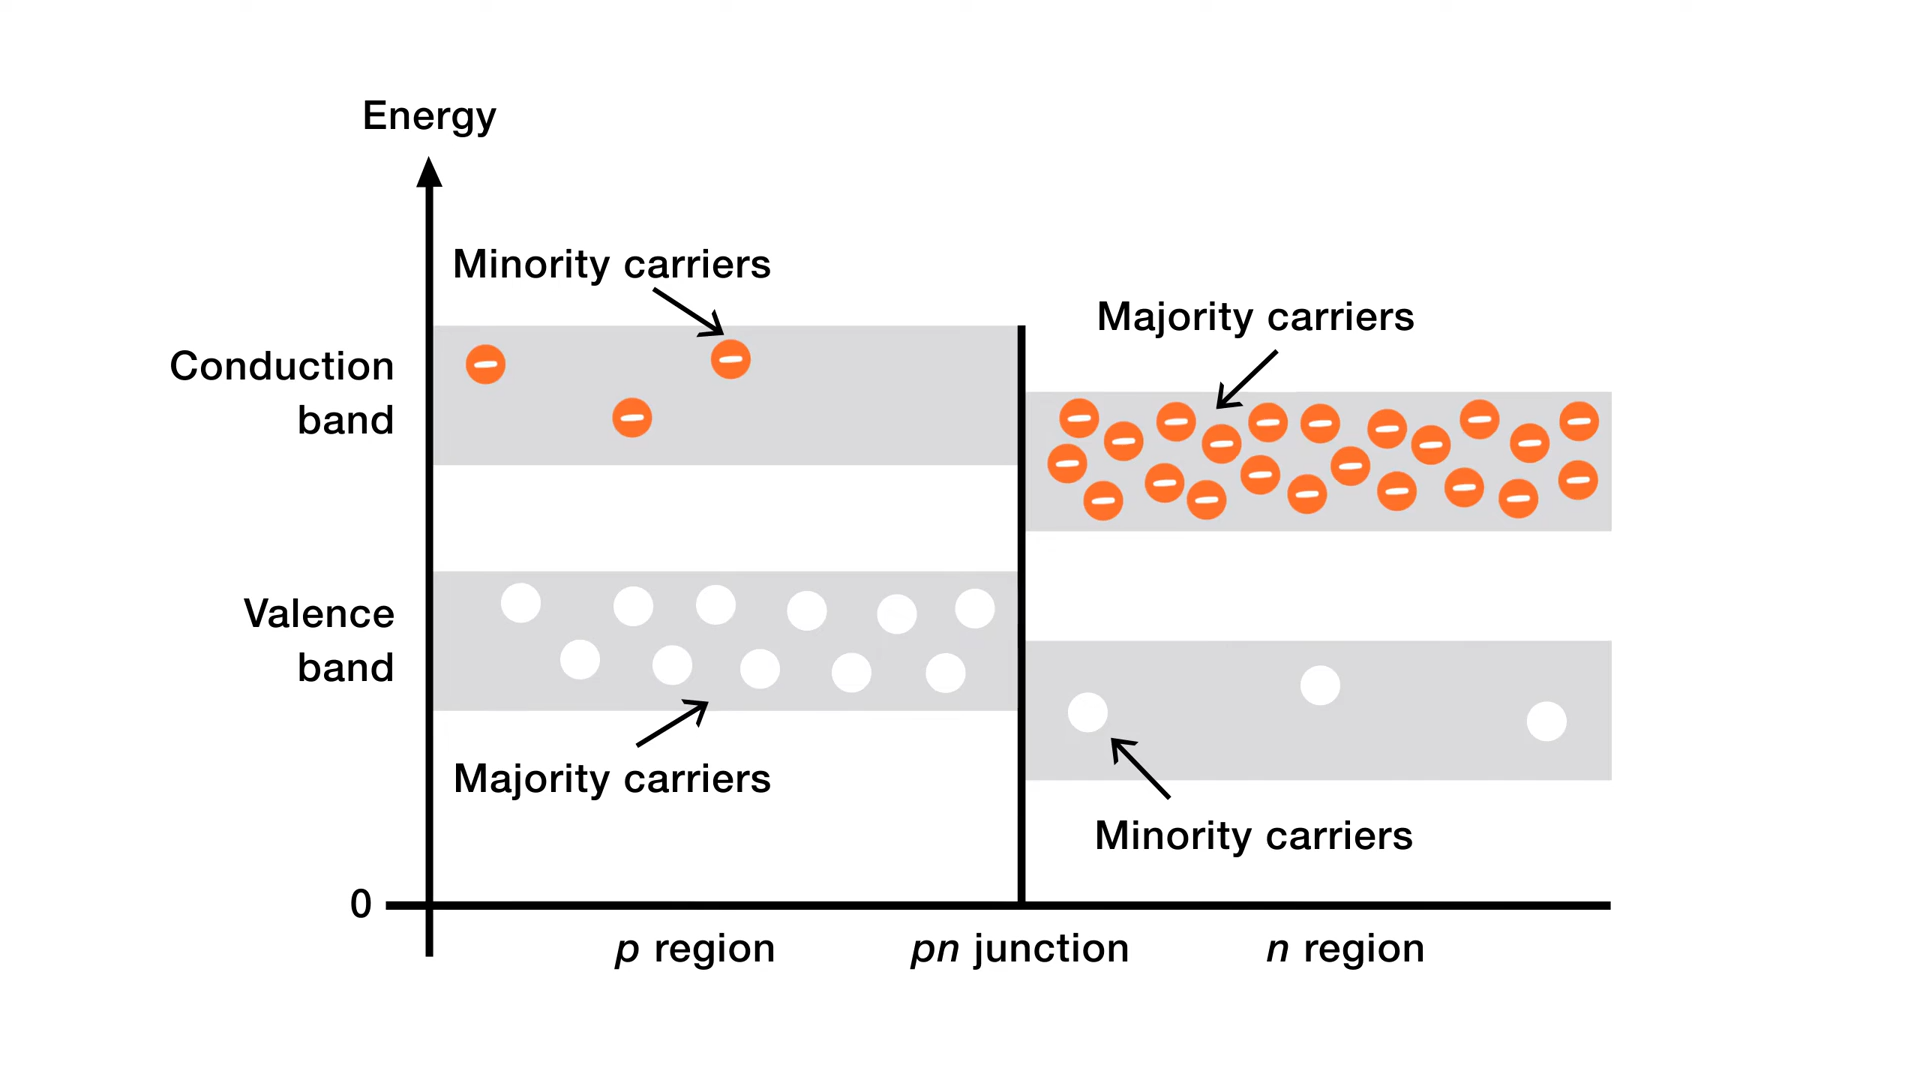 Energy
Minority carriers
Majority carriers
Conduction
band
Valence
band
Majority carriers
Minority carriers
0
p region
pn junction
n region